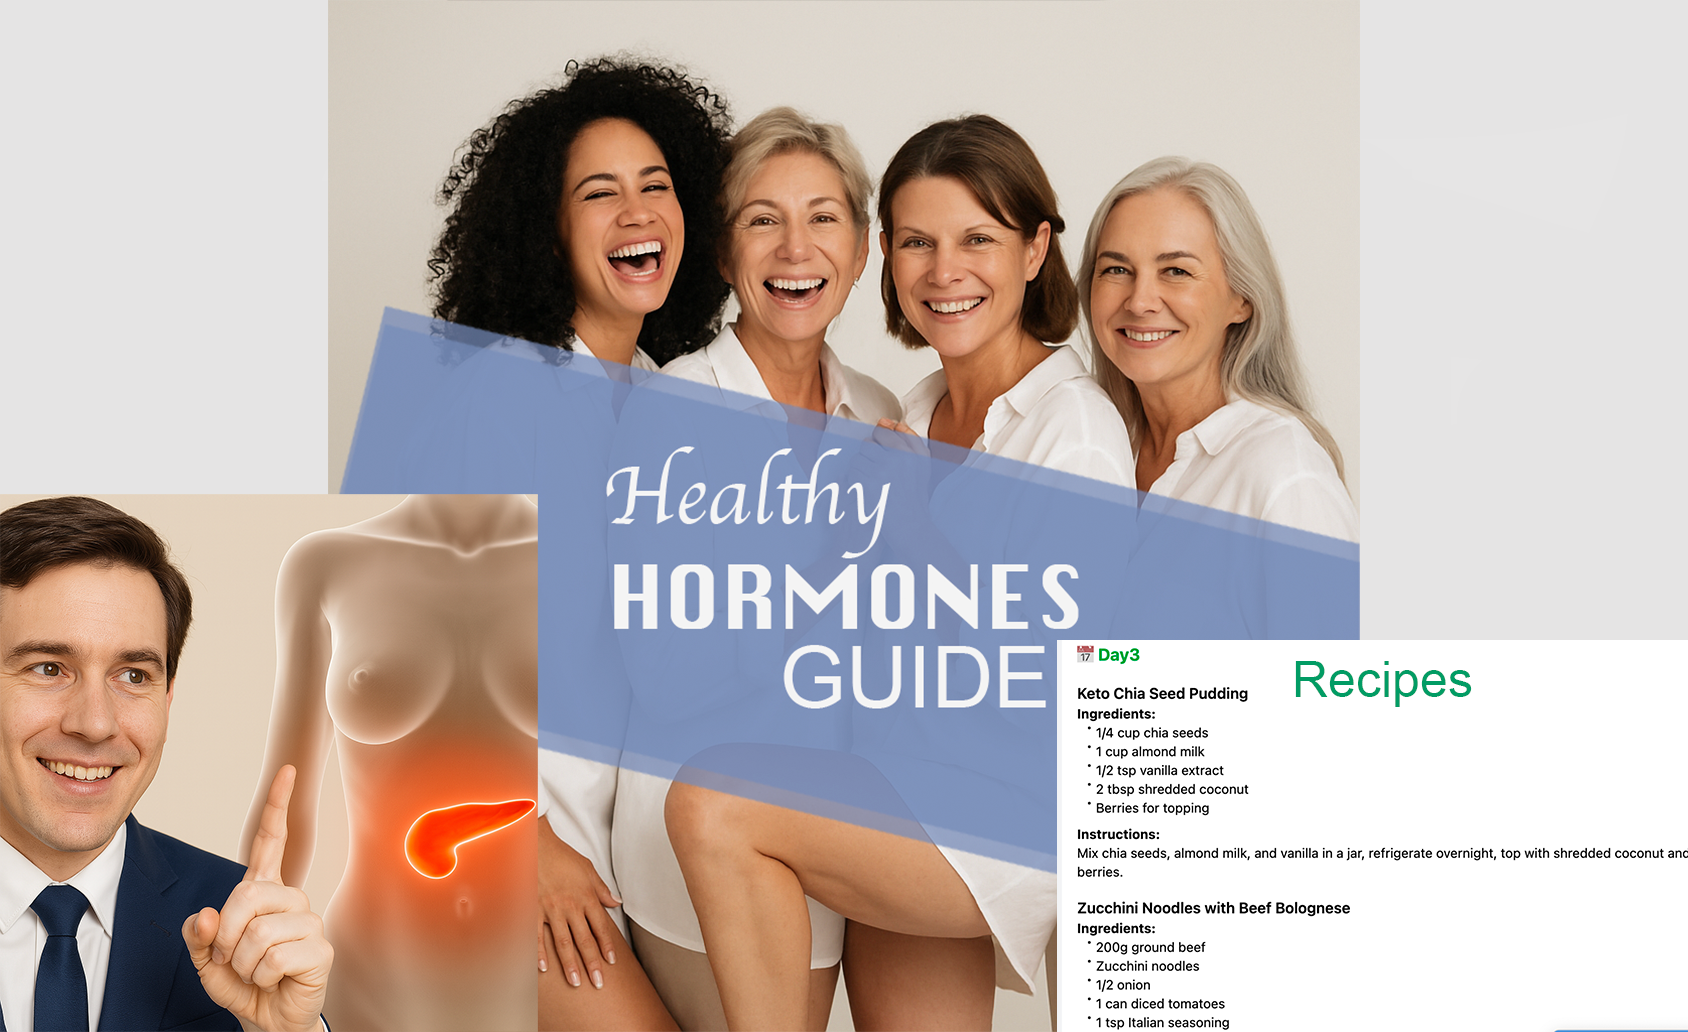 Healthy
HORMONES
GUIDE
Day3
Recipes
Keto Chia Seed Pudding
Ingredients:
• 1/4 cup chia seeds
• 1 cup almond milk
• 1/2 tsp vanilla extract
• 2 tbsp shredded coconut
• Berries for topping
Instructions:
Mix chia seeds, almond milk, and vanilla in a jar, refrigerate overnight, top with shredded coconut and
berries.
Zucchini Noodles with Beef Bolognese
Ingredients:
• 200g ground beef
• Zucchini noodles
• 1/2 onion
• 1 can diced tomatoes
• 1 tsp Italian seasoning